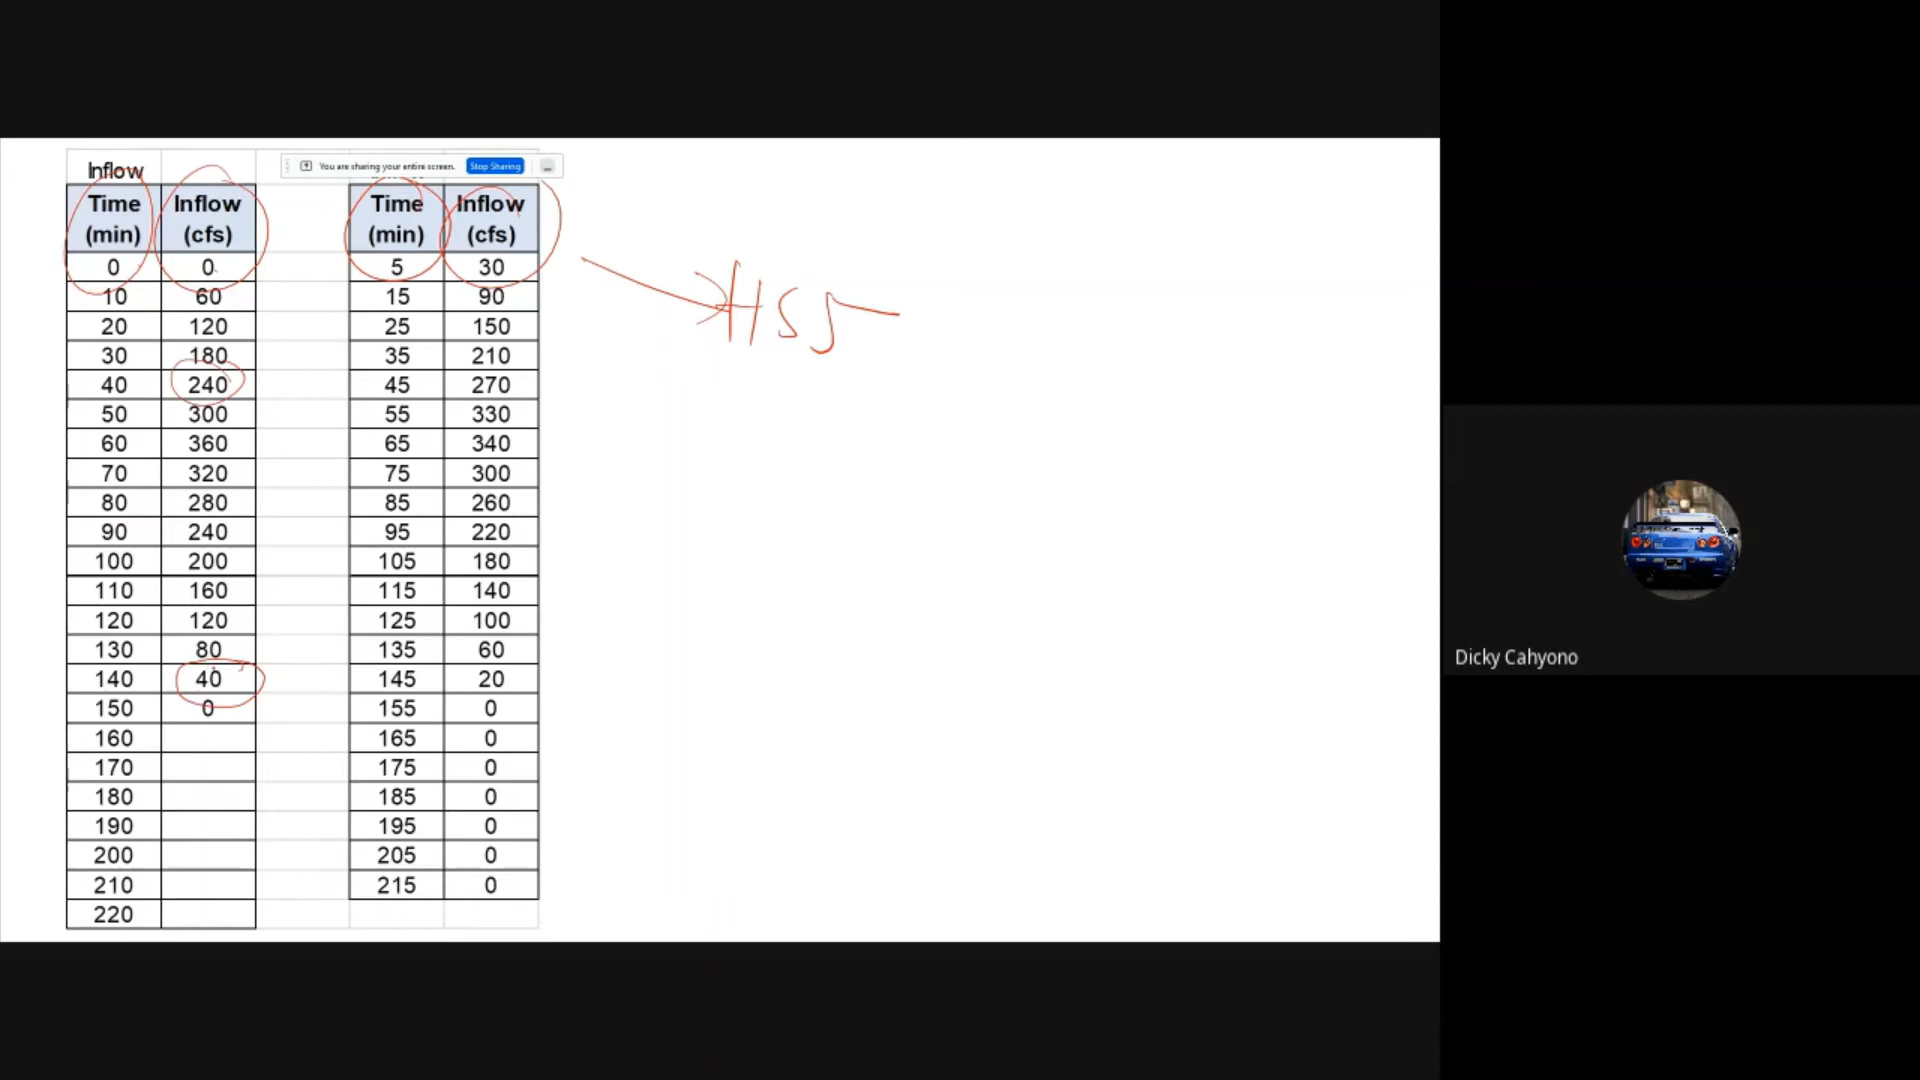 Inflow
You are sharing your entire screen. Stop Sharing
Time (min) Inflow (cfs) Time (min) Inflow (cfs)
0 0 5 30
10 60 15 90
20 120 25 150
30 180 35 210
40 240 45 270
50 300 55 330
60 360 65 340
70 320 75 300
80 280 85 260
90 240 95 220
100 200 105 180
110 160 115 140
120 120 125 100
130 80 135 60
140 40 145 20
150 0 155 0
160 165 0
170 175 0
180 185 0
190 195 0
200 205 0
210 215 0
220
Dicky Cahyono